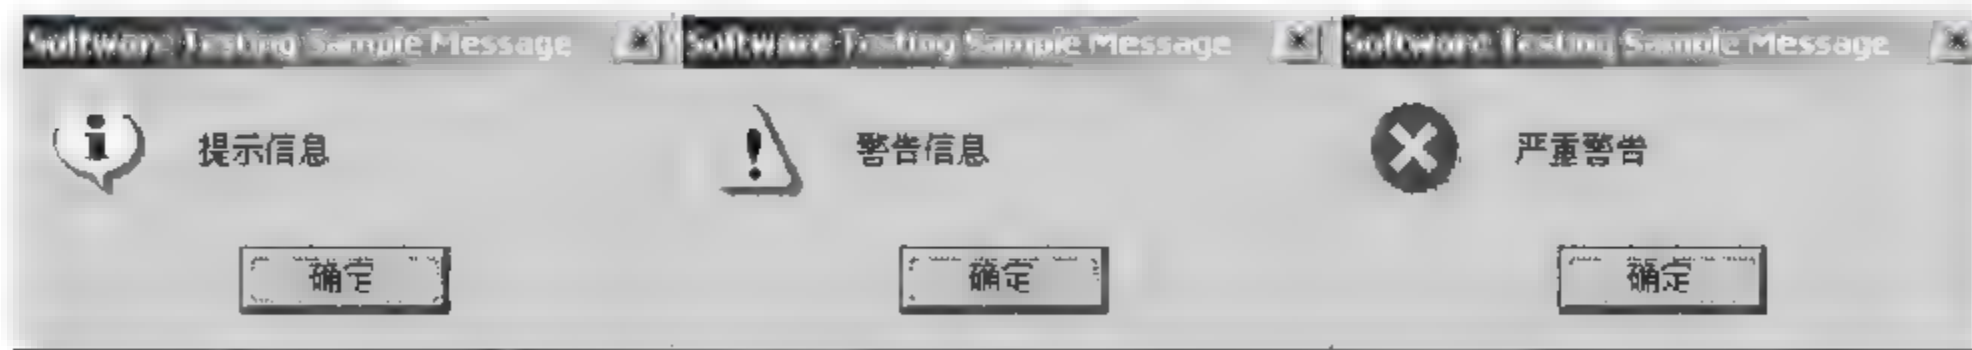 Software Testing Sample Message
Software Testing Sample Message
Software Testing Sample Message
提示信息
警告信息
严重警告
确定
确定
确定